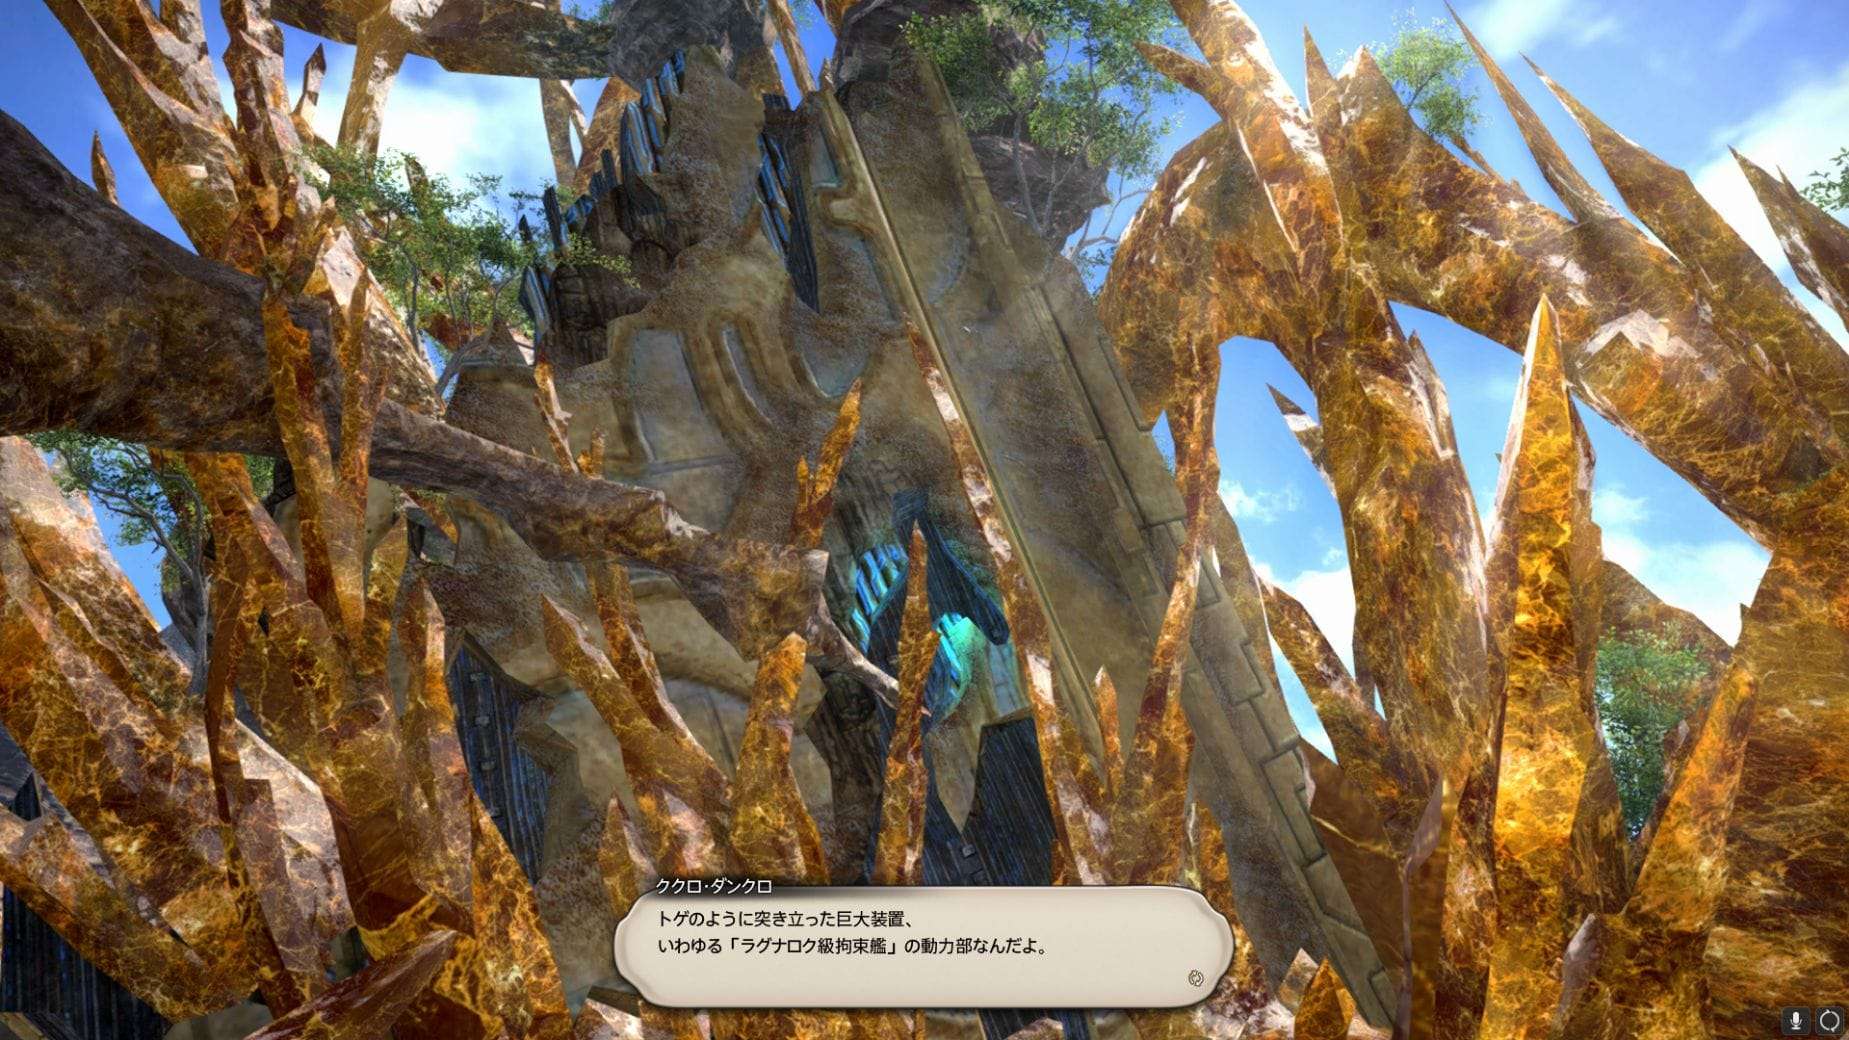 ククロ・ダンクロ
トゲのように突き立った巨大装置、
いわゆる「ラグナロク級拘束艦」の動力部なんだよ。